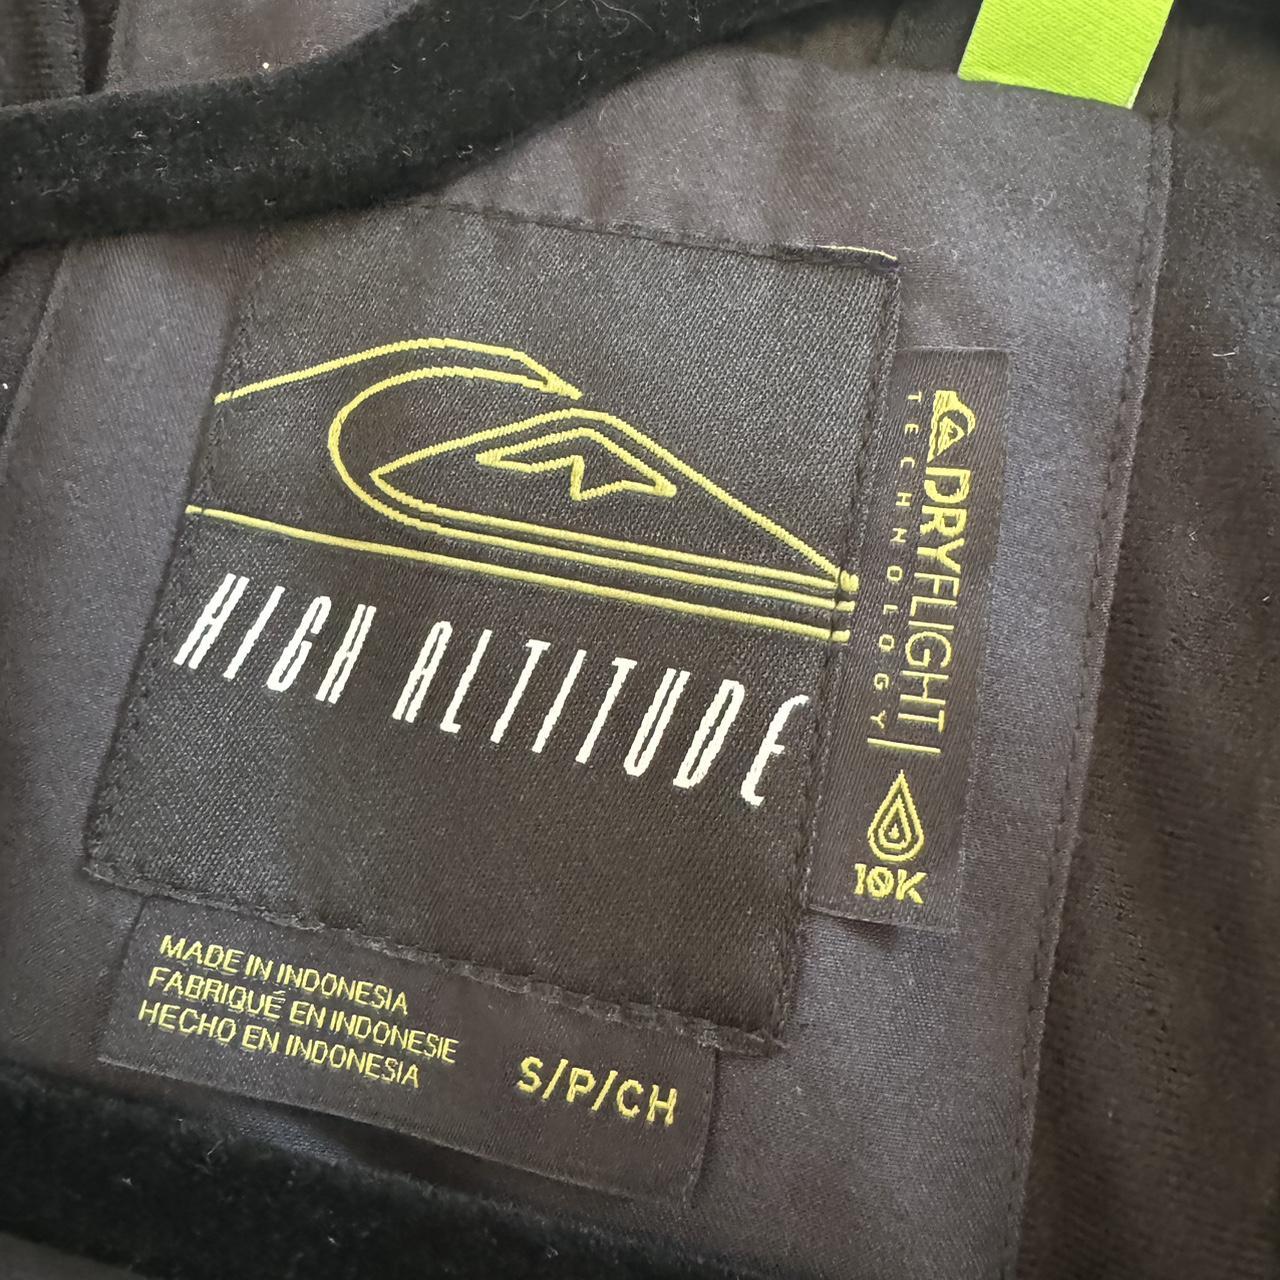 HIGH ALTITUDE
DRYFLIGHT
TECHNOLOGY
10K
MADE IN INDONESIA
FABRIQUÉ EN INDONESIE
HECHO EN INDONESIA
S/P/CH